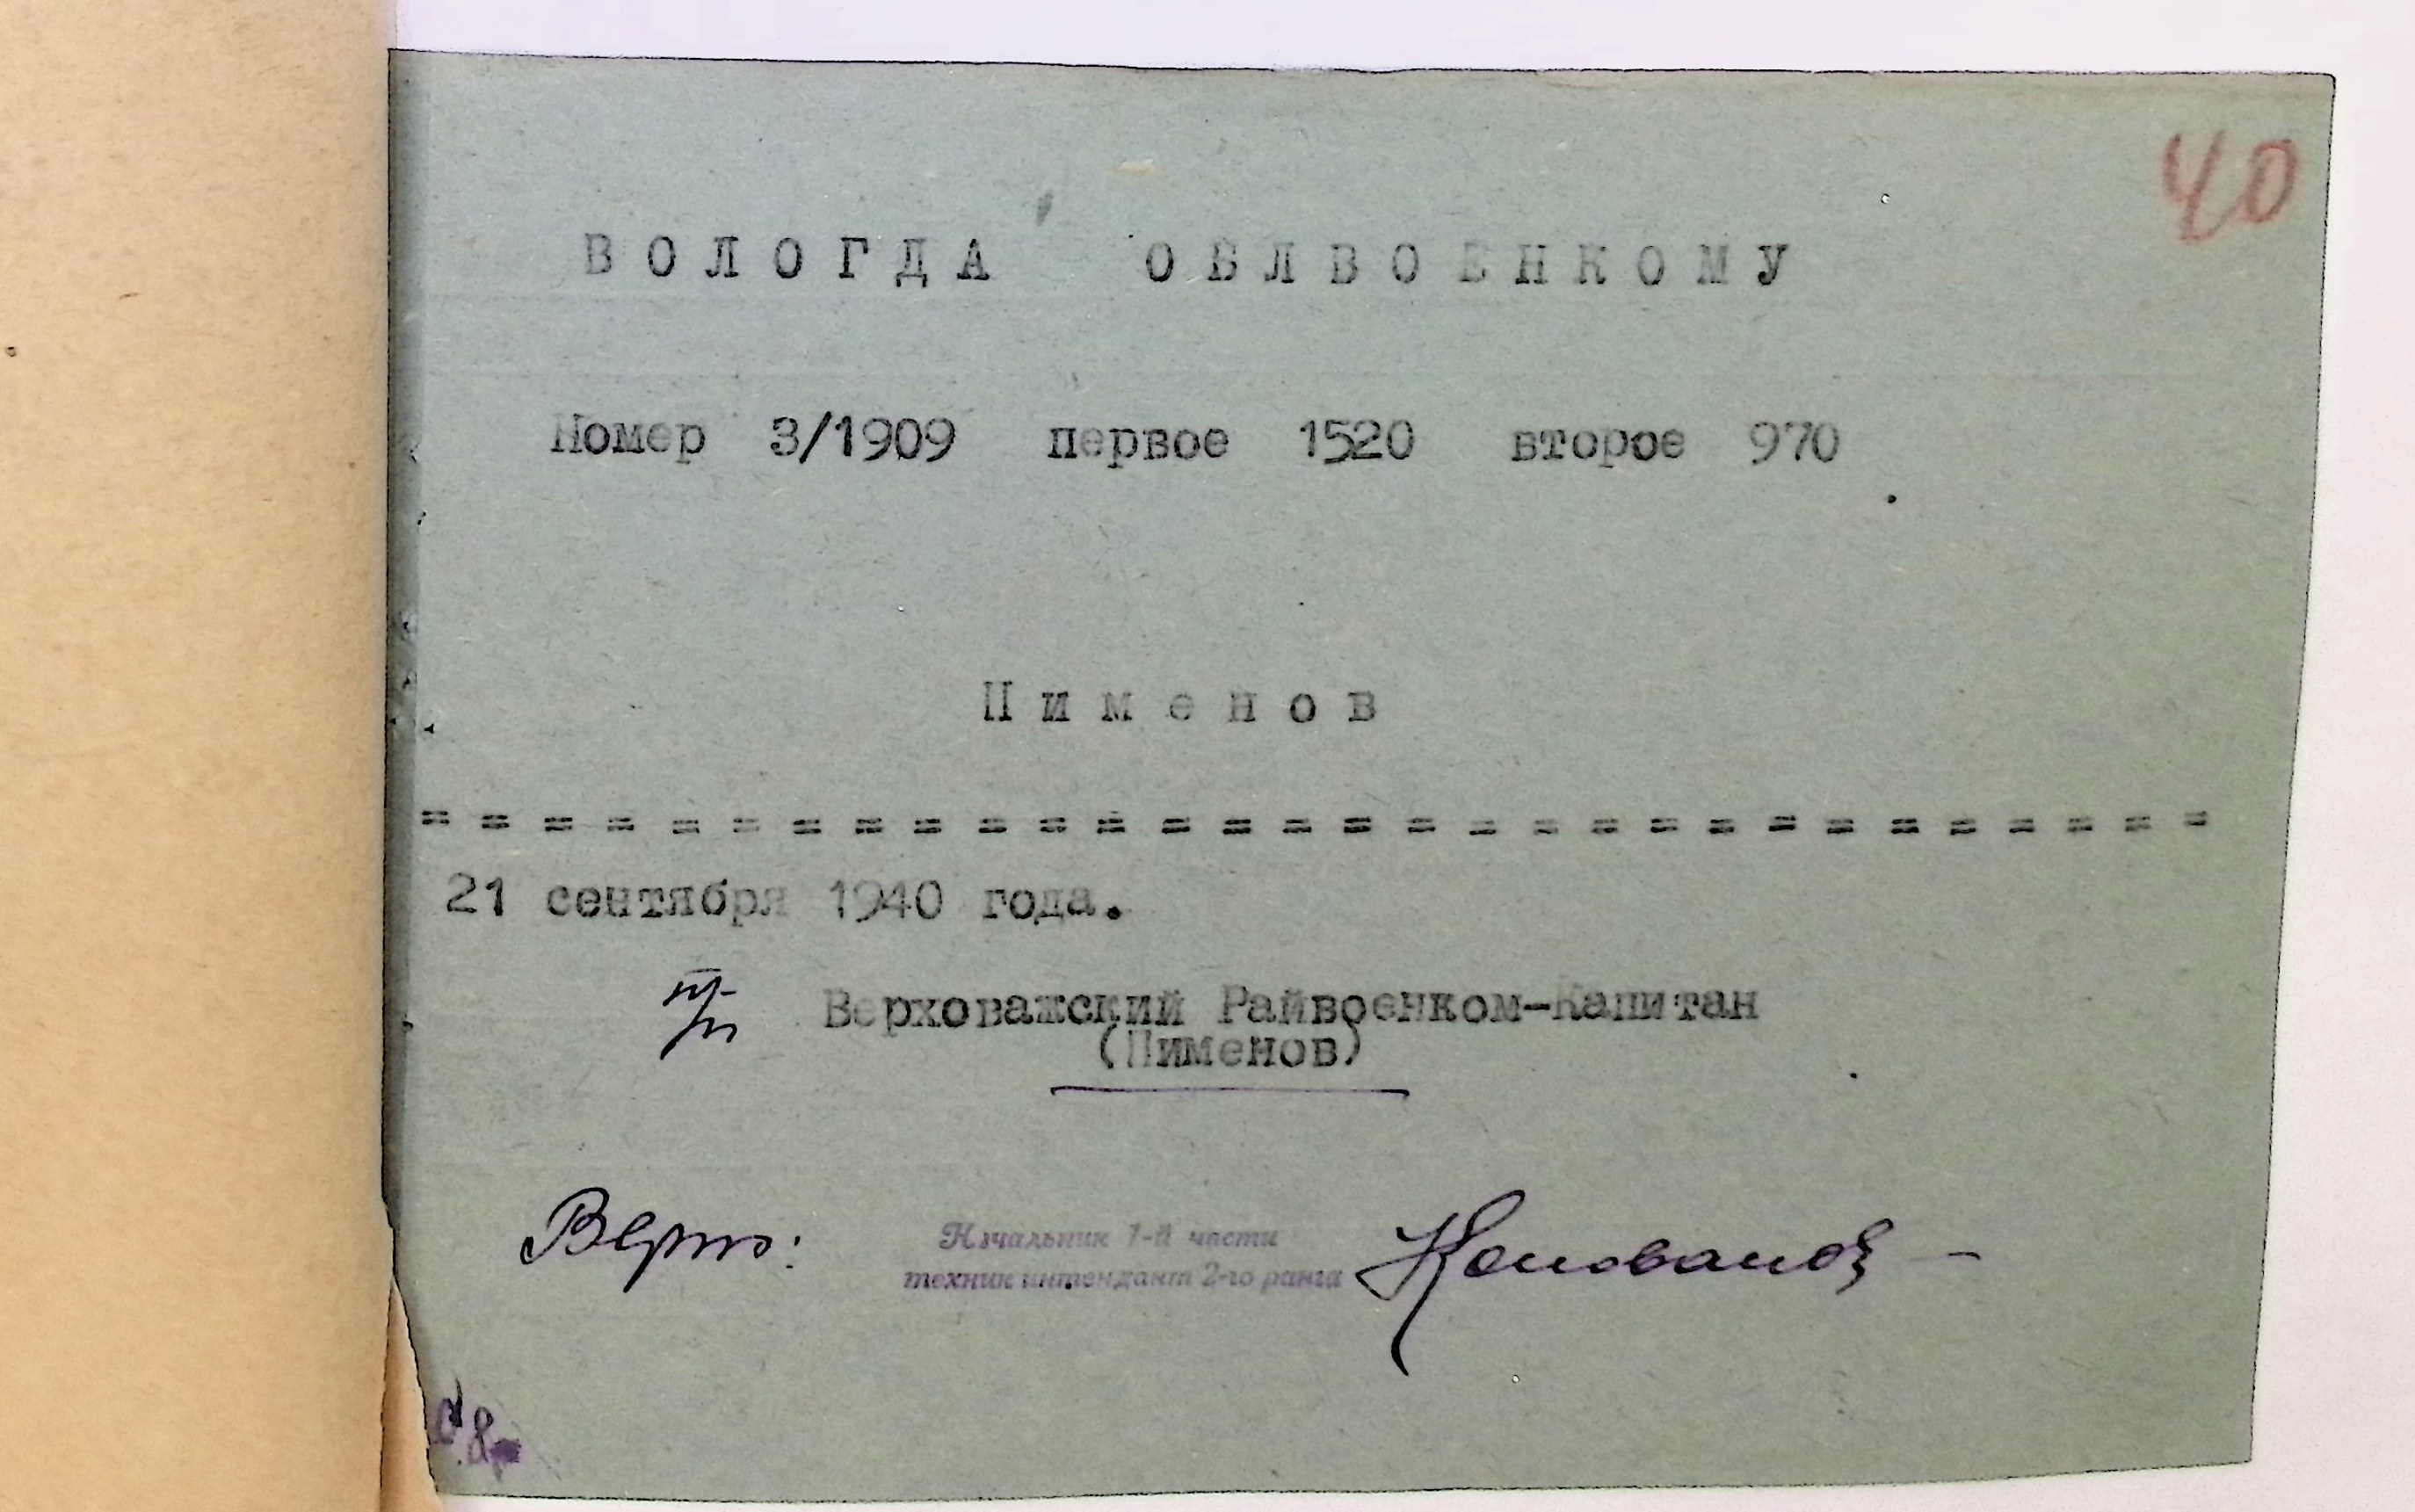 40
ВОЛОГДА ОБЛВОЕНКОМУ
Номер 3/1909 первое 1520 второе 970
Пименов
= = = = = = = = = = = = = = = = = = = = = = = = = = = = = =
21 сентября 1940 года.
п/п Верховажский Райвоенком-Капитан
(Пименов)
Верно: Начальник 1-й части
техник интендант 2-го ранга